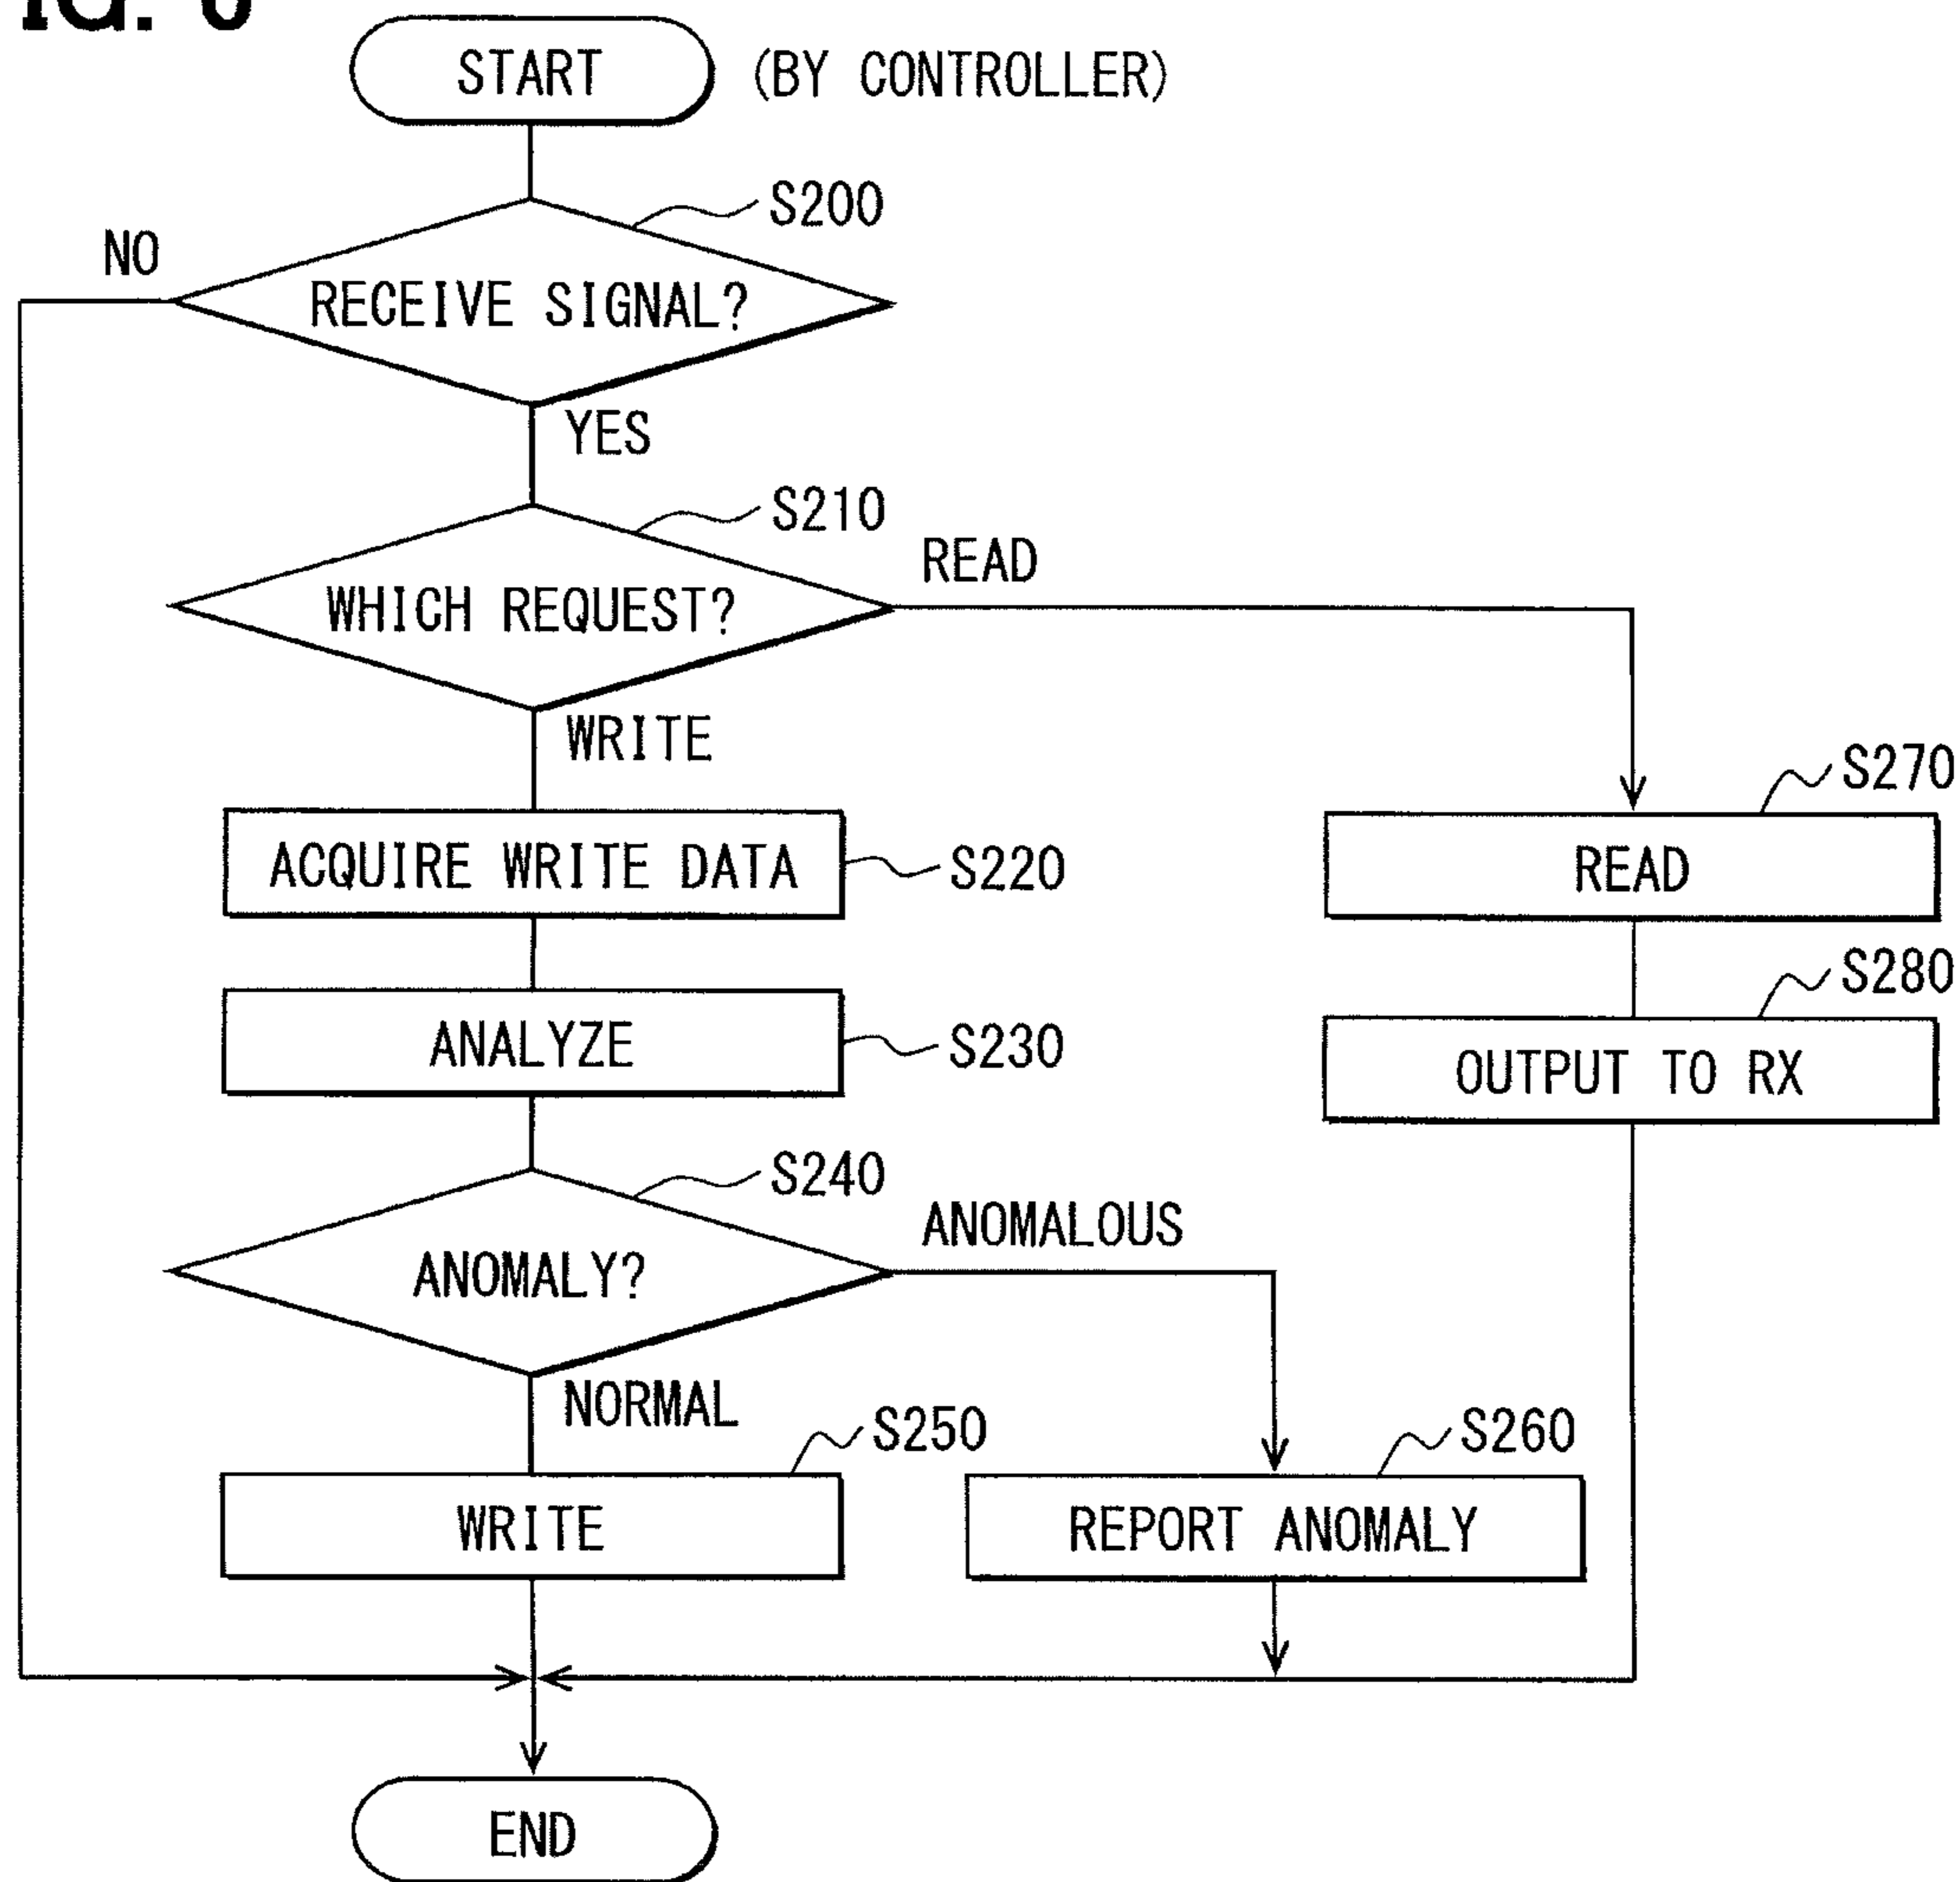 START (BY CONTROLLER)
S200
NO
RECEIVE SIGNAL?
YES
S210
READ
WHICH REQUEST?
WRITE
S270
ACQUIRE WRITE DATA
S220
READ
S280
ANALYZE
S230
OUTPUT TO RX
S240
ANOMALOUS
ANOMALY?
NORMAL
S250
S260
WRITE
REPORT ANOMALY
END